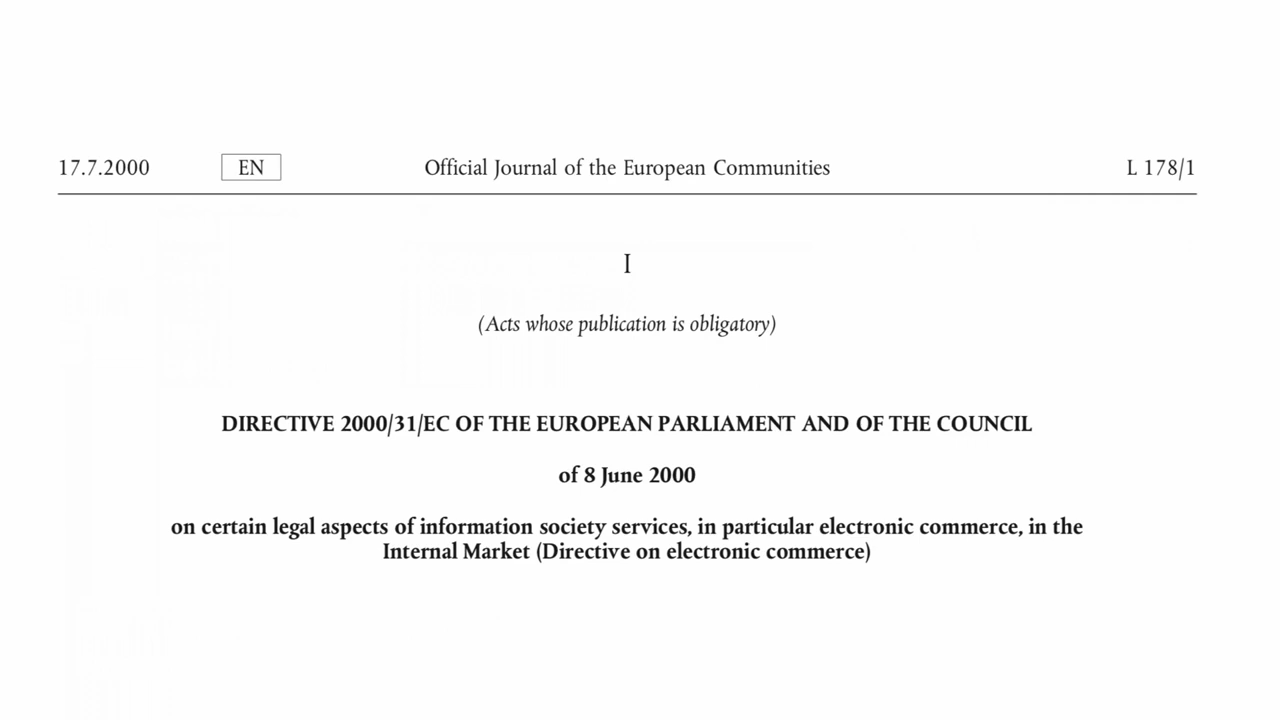 17.7.2000 EN Official Journal of the European Communities L 178/1
I
(Acts whose publication is obligatory)
DIRECTIVE 2000/31/EC OF THE EUROPEAN PARLIAMENT AND OF THE COUNCIL
of 8 June 2000
on certain legal aspects of information society services, in particular electronic commerce, in the
Internal Market (Directive on electronic commerce)